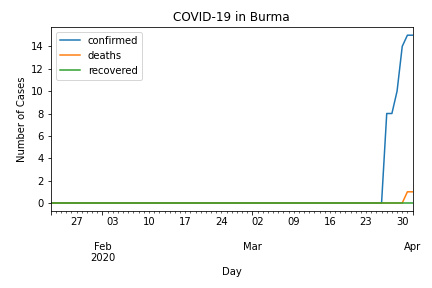 COVID-19 in Burma
confirmed
deaths
recovered
Number of Cases
14
12
10
8
6
4
2
0
27 03 10 17 24 02 09 16 23 30
Feb Mar Apr
2020
Day